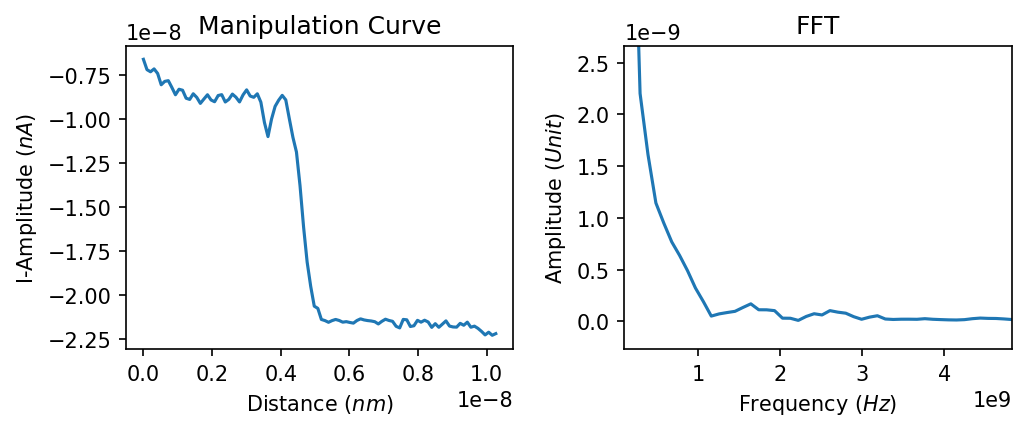 Manipulation Curve
1e−8
−0.75
−1.00
−1.25
−1.50
−1.75
−2.00
−2.25
I-Amplitude (nA)
0.0 0.2 0.4 0.6 0.8 1.0
1e−8
Distance (nm)
FFT
1e−9
2.5
2.0
1.5
1.0
0.5
0.0
Amplitude (Unit)
1 2 3 4
1e9
Frequency (Hz)